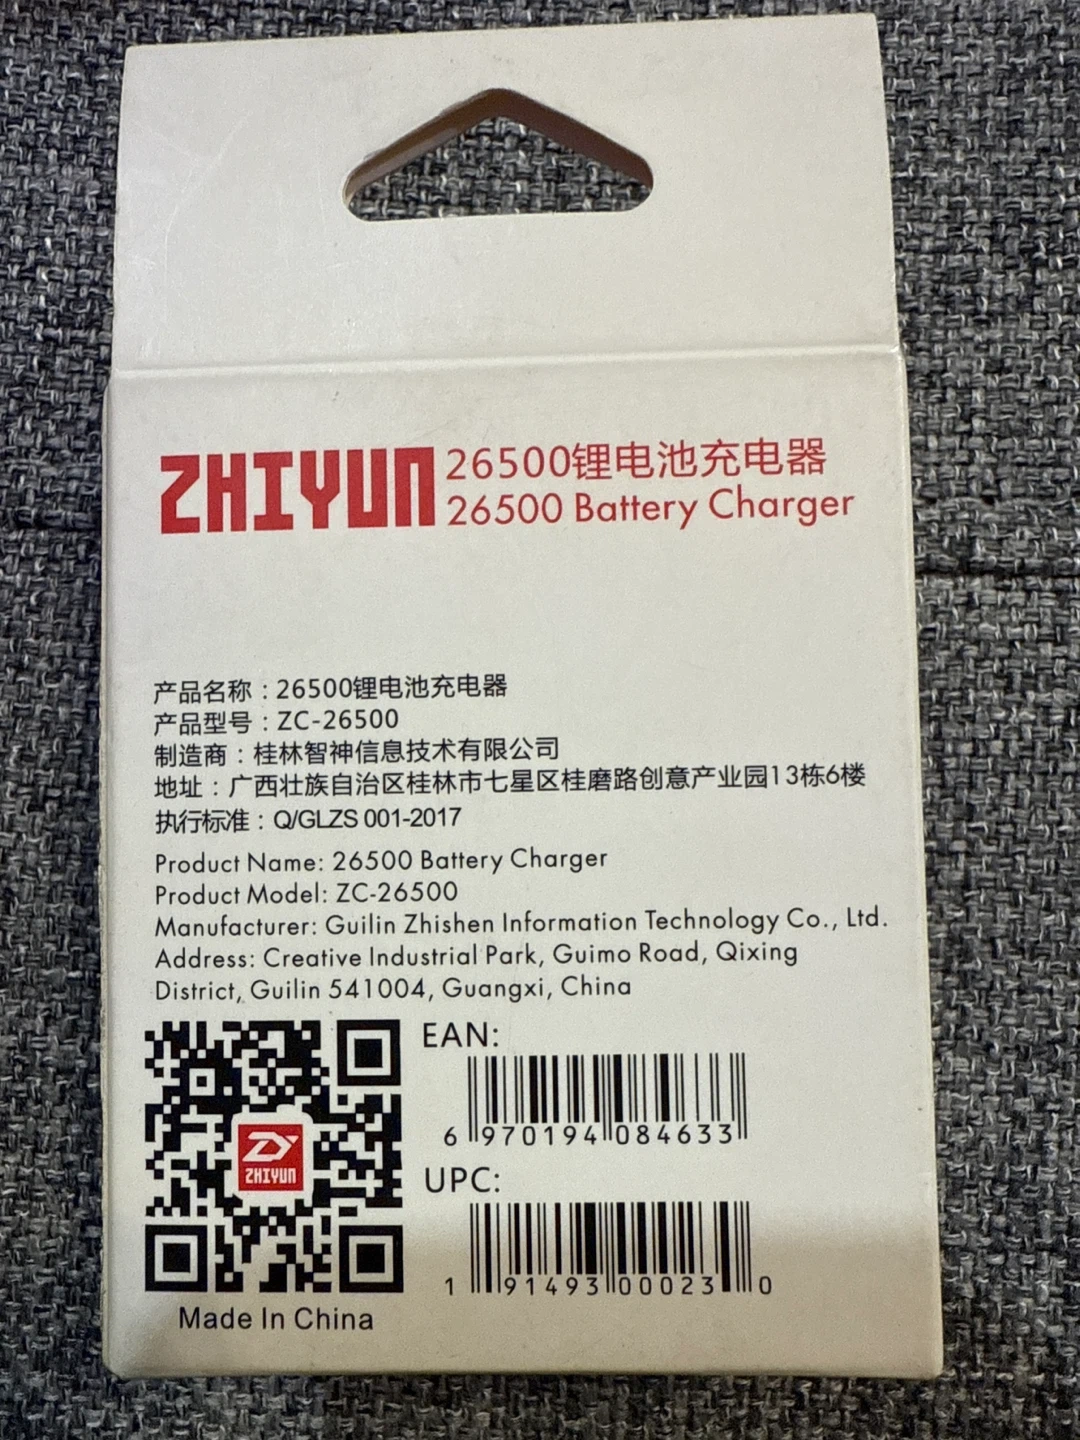 ZHIYUN
26500锂电池充电器
26500 Battery Charger
产品名称：26500锂电池充电器
产品型号：ZC-26500
制造商：桂林智神信息技术有限公司
地址：广西壮族自治区桂林市七星区桂磨路创意产业园13栋6楼
执行标准：Q/GLZS 001-2017
Product Name: 26500 Battery Charger
Product Model: ZC-26500
Manufacturer: Guilin Zhishen Information Technology Co., Ltd.
Address: Creative Industrial Park, Guimo Road, Qixing
District, Guilin 541004, Guangxi, China
EAN:
6 970194 084633
UPC:
1 91493 00023 0
ZY
ZHIYUN
Made In China